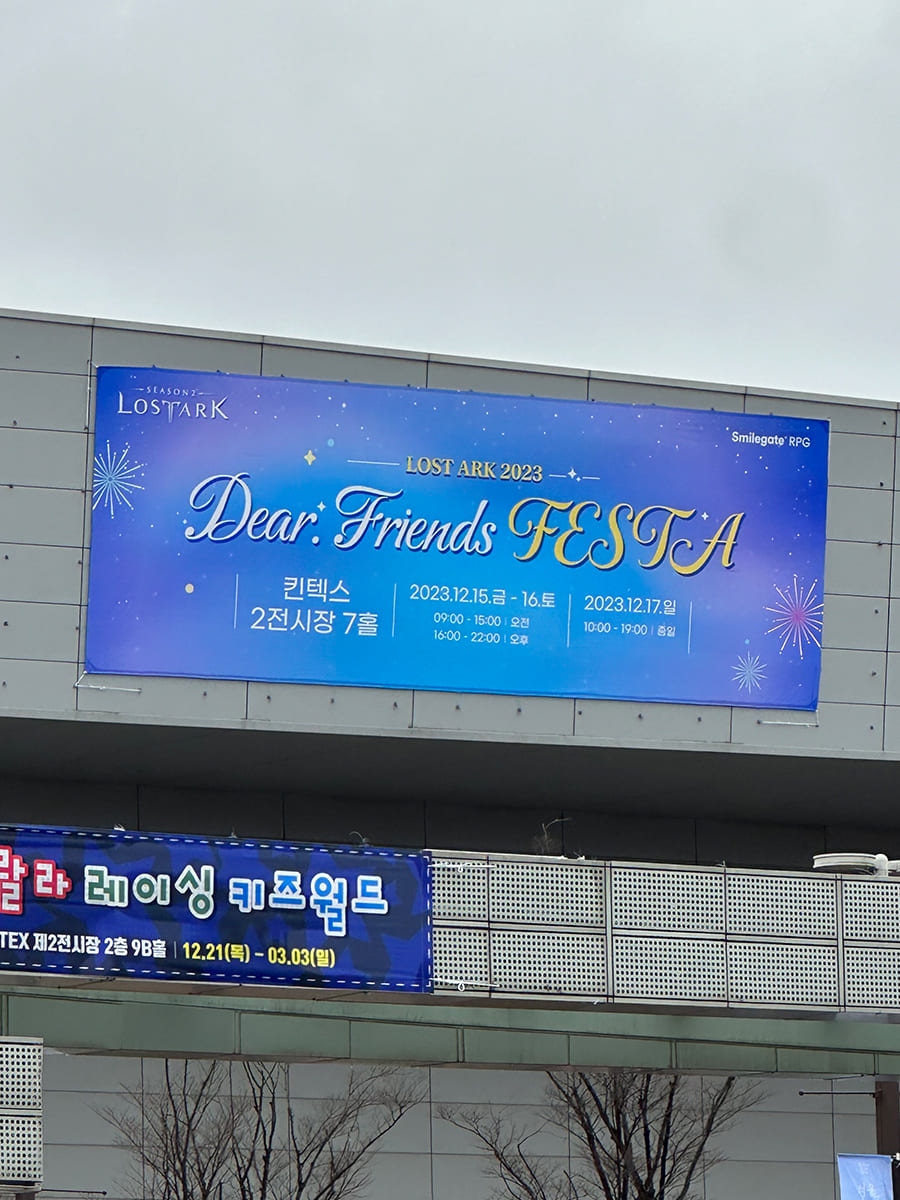 SEASON2
LOSTARK
Smilegate RPG
LOST ARK 2023
Dear. Friends FESTA
킨텍스
2전시장 7홀
2023.12.15.금 - 16.토
09:00 - 15:00 | 오전
16:00 - 22:00 | 오후
2023.12.17.일
10:00 - 19:00 | 종일
랄라 레이싱 키즈월드
TEX 제2전시장 2층 9B홀 | 12.21(목) - 03.03(일)